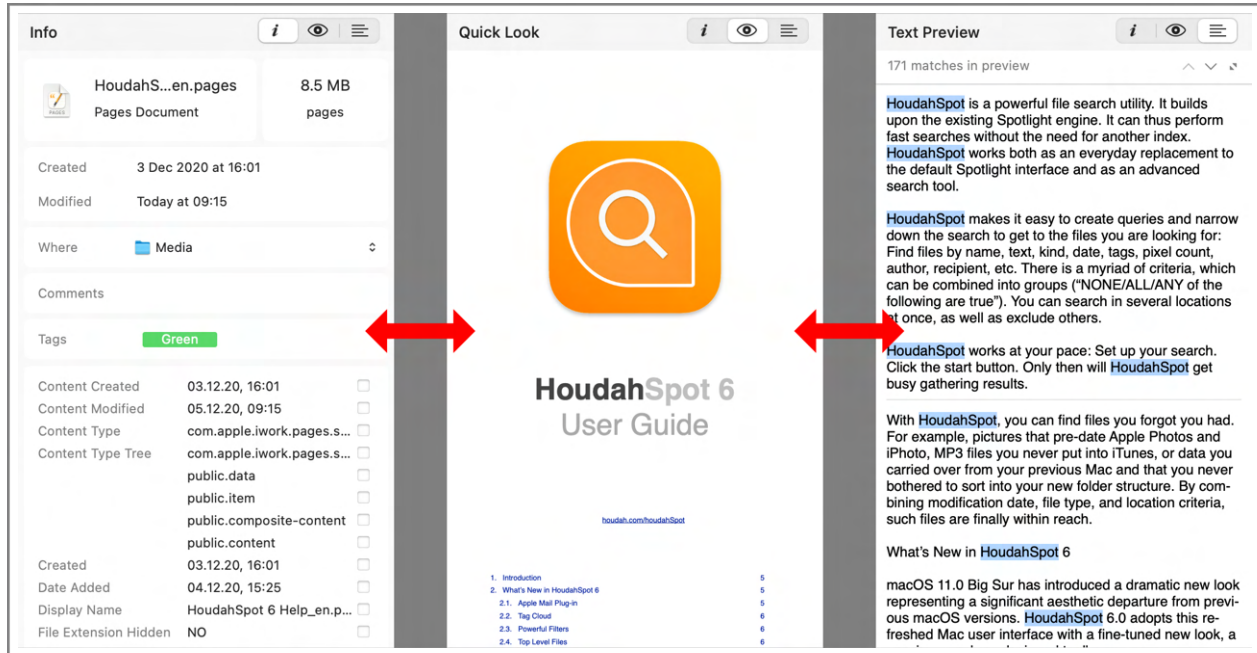 Info
HoudahS...en.pages
Pages Document
8.5 MB
pages
PAGES
Created 3 Dec 2020 at 16:01
Modified Today at 09:15
Where Media
Comments
Tags Green
Content Created 03.12.20, 16:01
Content Modified 05.12.20, 09:15
Content Type com.apple.iwork.pages.s...
Content Type Tree com.apple.iwork.pages.s...
public.data
public.item
public.composite-content
public.content
Created 03.12.20, 16:01
Date Added 04.12.20, 15:25
Display Name HoudahSpot 6 Help_en.p...
File Extension Hidden NO
Quick Look
HoudahSpot 6
User Guide
houdah.com/houdahSpot
1. Introduction 5
2. What's New in HoudahSpot 6 5
2.1. Apple Mail Plug-in 5
2.2. Tag Cloud 6
2.3. Powerful Filters 6
2.4. Top Level Files 6
Text Preview
171 matches in preview
HoudahSpot is a powerful file search utility. It builds
upon the existing Spotlight engine. It can thus perform
fast searches without the need for another index.
HoudahSpot works both as an everyday replacement to
the default Spotlight interface and as an advanced
search tool.
HoudahSpot makes it easy to create queries and narrow
down the search to get to the files you are looking for:
Find files by name, text, kind, date, tags, pixel count,
author, recipient, etc. There is a myriad of criteria, which
can be combined into groups (“NONE/ALL/ANY of the
following are true”). You can search in several locations
at once, as well as exclude others.
HoudahSpot works at your pace: Set up your search.
Click the start button. Only then will HoudahSpot get
busy gathering results.
With HoudahSpot, you can find files you forgot you had.
For example, pictures that pre-date Apple Photos and
iPhoto, MP3 files you never put into iTunes, or data you
carried over from your previous Mac and that you never
bothered to sort into your new folder structure. By com-
bining modification date, file type, and location criteria,
such files are finally within reach.
What’s New in HoudahSpot 6
macOS 11.0 Big Sur has introduced a dramatic new look
representing a significant aesthetic departure from previ-
ous macOS versions. HoudahSpot 6.0 adopts this re-
freshed Mac user interface with a fine-tuned new look, a